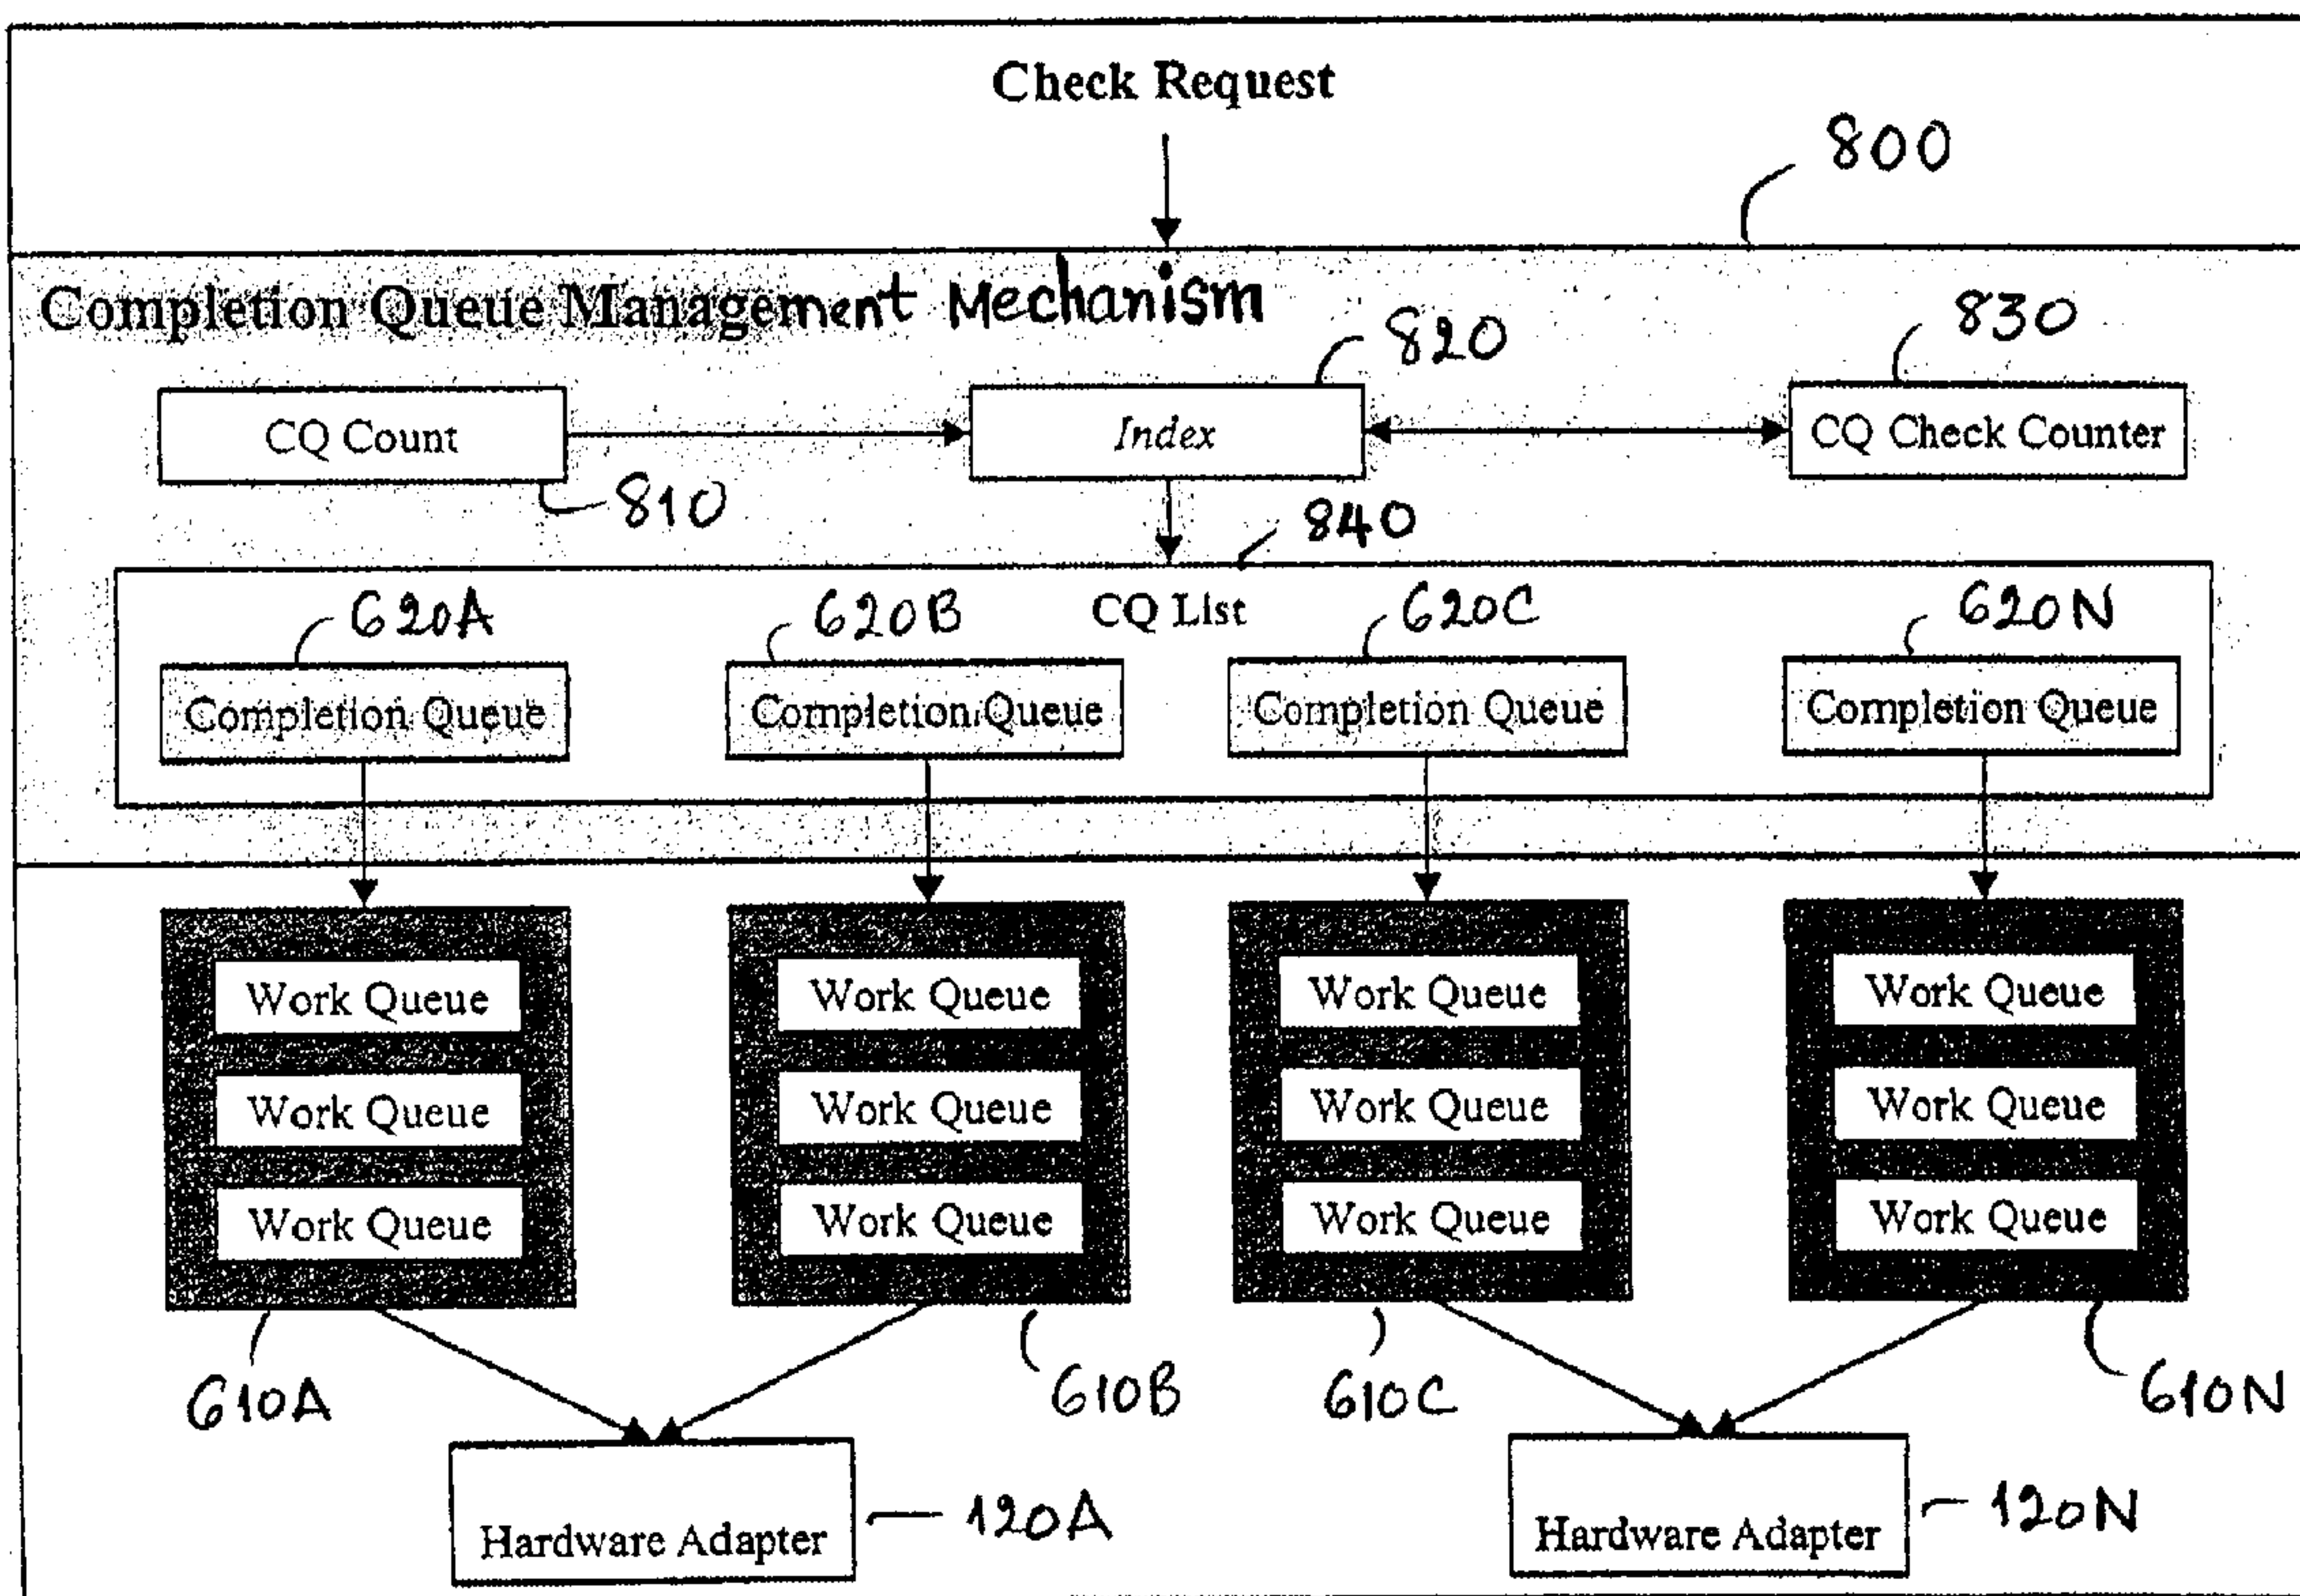 Check Request
800
Completion Queue Management Mechanism
820
830
CQ Count
Index
CQ Check Counter
810
840
620A
620B
CQ List
620C
620N
Completion Queue
Completion Queue
Completion Queue
Completion Queue
Work Queue
Work Queue
Work Queue
Work Queue
Work Queue
Work Queue
Work Queue
Work Queue
Work Queue
Work Queue
Work Queue
Work Queue
610A
610B
610C
610N
Hardware Adapter
120A
Hardware Adapter
120N